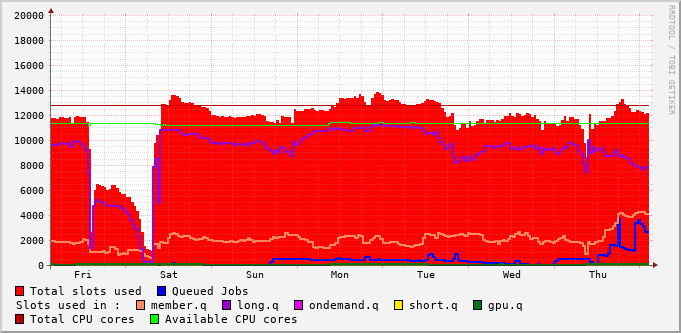 20000
18000
16000
14000
12000
10000
8000
6000
4000
2000
0
Fri Sat Sun Mon Tue Wed Thu
RRDTOOL / TOBI OETIKER
Total slots used Queued Jobs
Slots used in : member.q long.q ondemand.q short.q gpu.q
Total CPU cores Available CPU cores